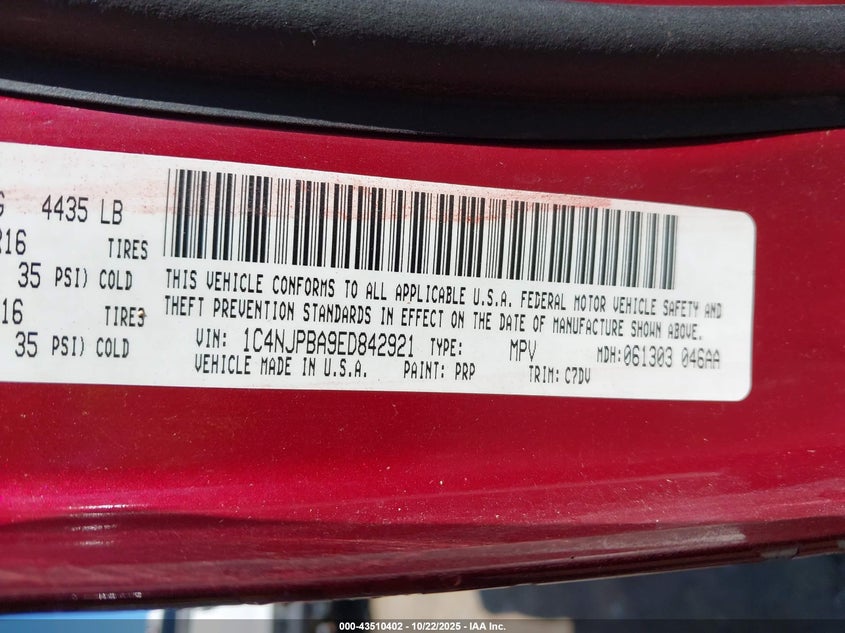 G 4435 LB
R16 TIRES
35 PSI) COLD
16 TIRES
35 PSI) COLD
THIS VEHICLE CONFORMS TO ALL APPLICABLE U.S.A. FEDERAL MOTOR VEHICLE SAFETY AND
THEFT PREVENTION STANDARDS IN EFFECT ON THE DATE OF MANUFACTURE SHOWN ABOVE.
VIN: 1C4NJPBA9ED842921 TYPE: MPV MDH:061303 046AA
VEHICLE MADE IN U.S.A. PAINT: PRP TRIM: C7DV
000-43510402 - 10/22/2025 - IAA Inc.